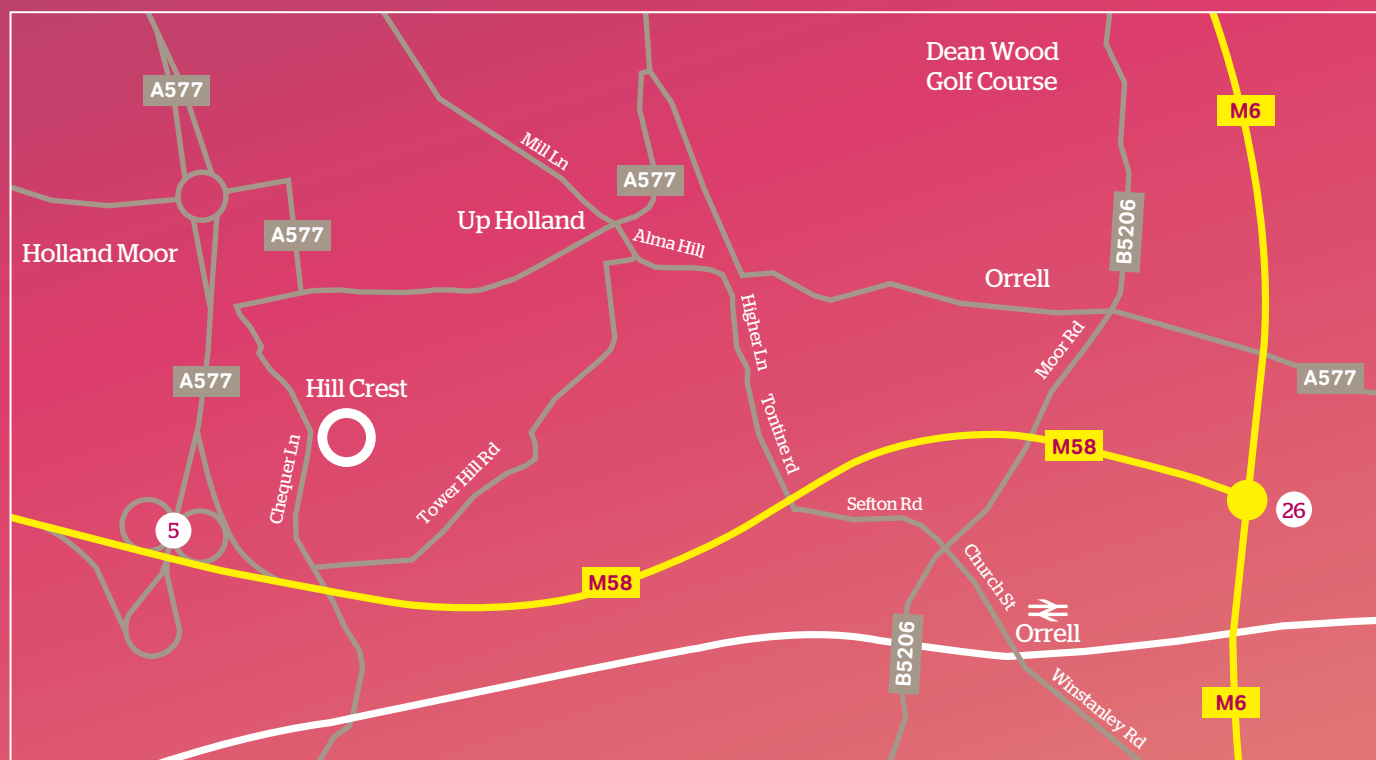 Dean Wood
Golf Course
A577
M6
Mill Ln
A577
Up Holland
Alma Hill
B5206
A577
Holland Moor
Orrell
Higher Ln
Moor Rd
A577
A577
Hill Crest
Tontine rd
M58
Chequer Ln
Tower Hill Rd
Sefton Rd
26
5
M58
Church St
Orrell
B5206
Winstanley Rd
M6